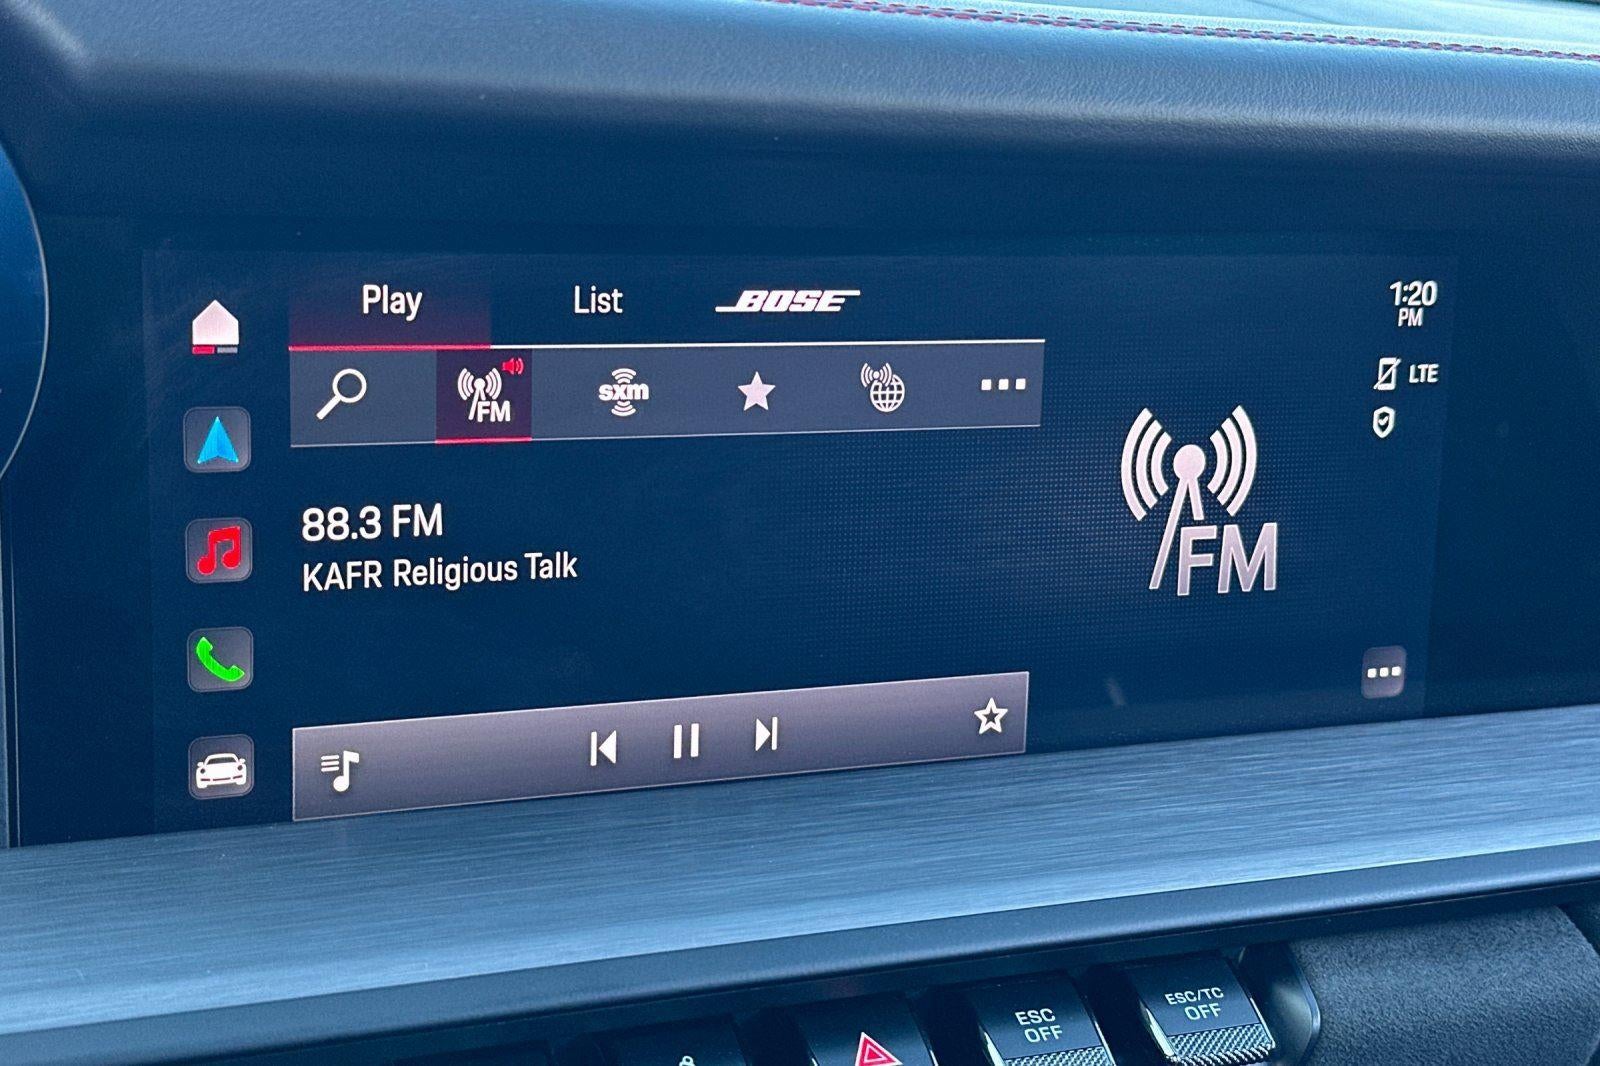 Play
List
BOSE
1:20
PM
FM
sxm
LTE
88.3 FM
KAFR Religious Talk
FM
ESC
OFF
ESC/TC
OFF